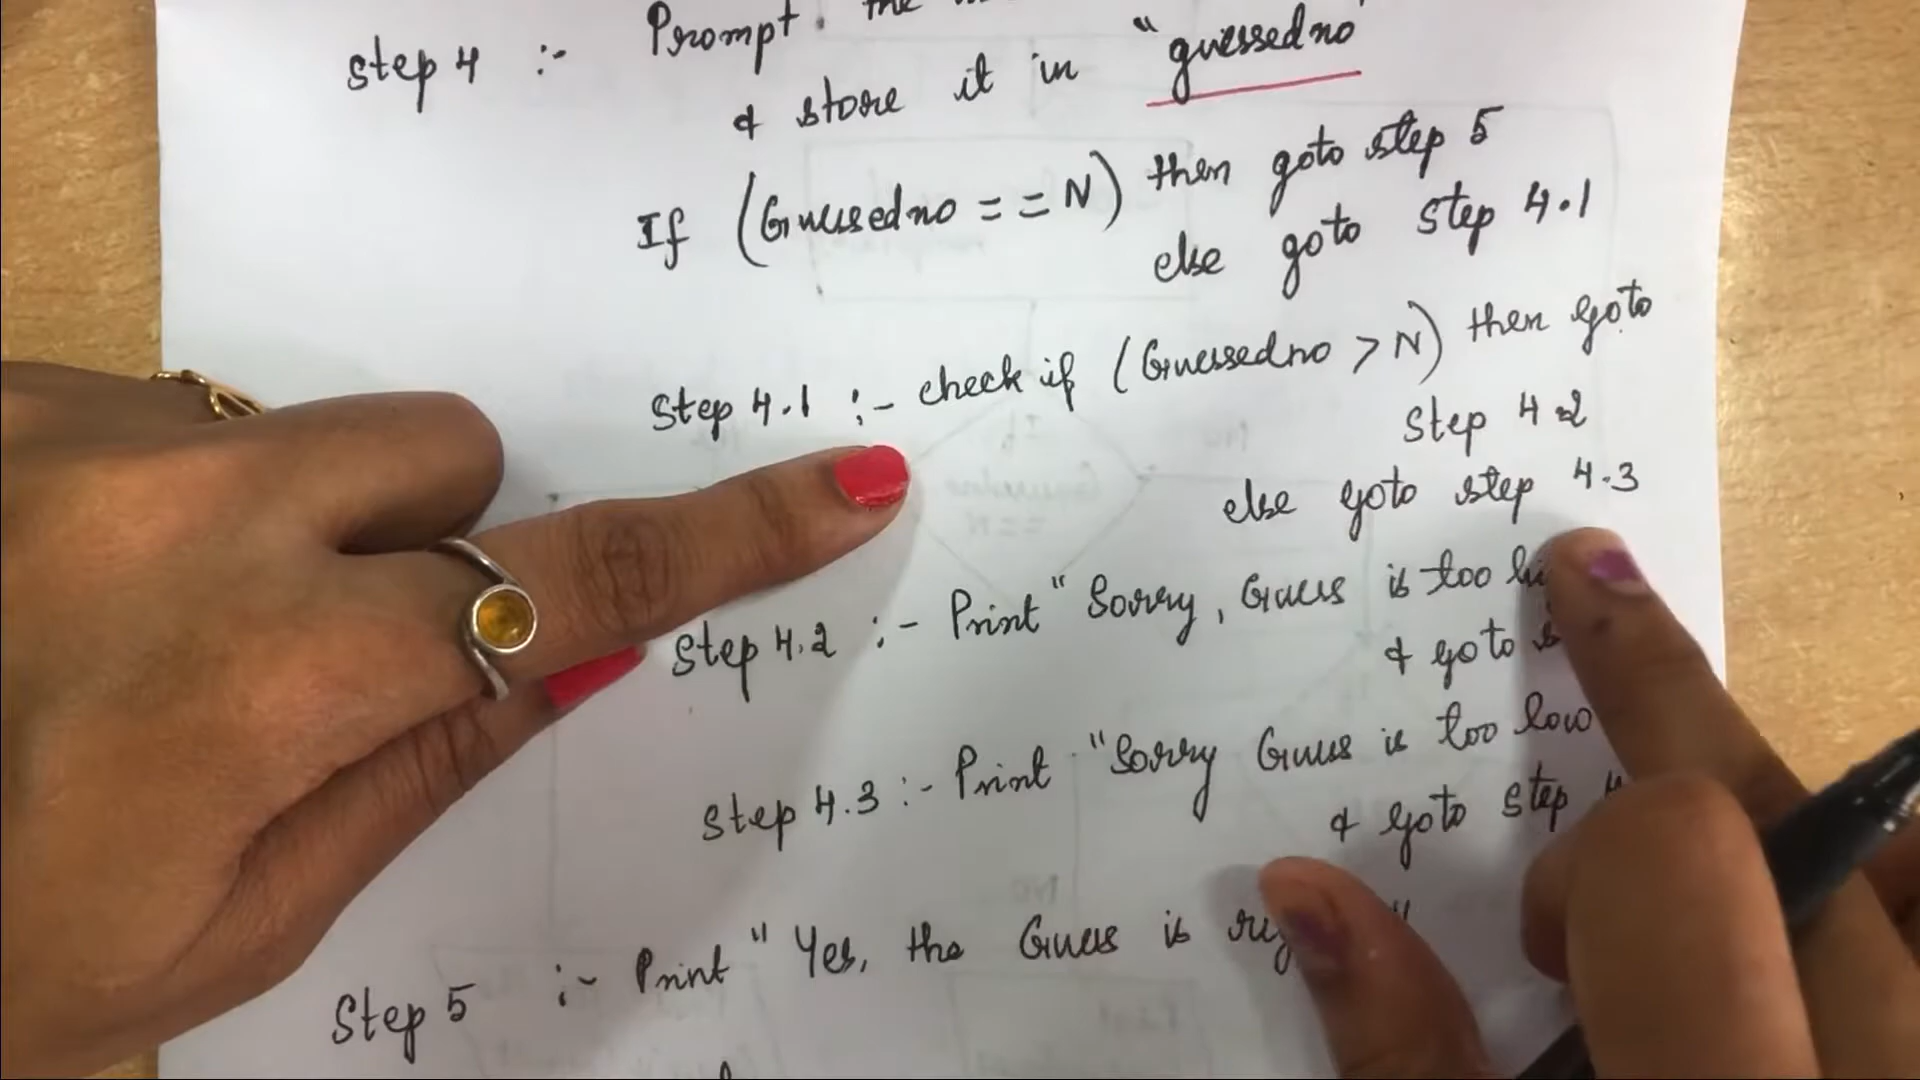 Step 4 :- Prompt the
& store it in "guessedno"
If (Guessedno == N) then goto step 5
else goto step 4.1
Step 4.1 :- check if (Guessedno > N) then goto
Step 4.2
else goto step 4.3
Step 4.2 :- Print "Sorry, Guess is too
& goto
Step 4.3 :- Print "Sorry Guess is too low
& goto step
Step 5 :- Print "Yes, the Guess is